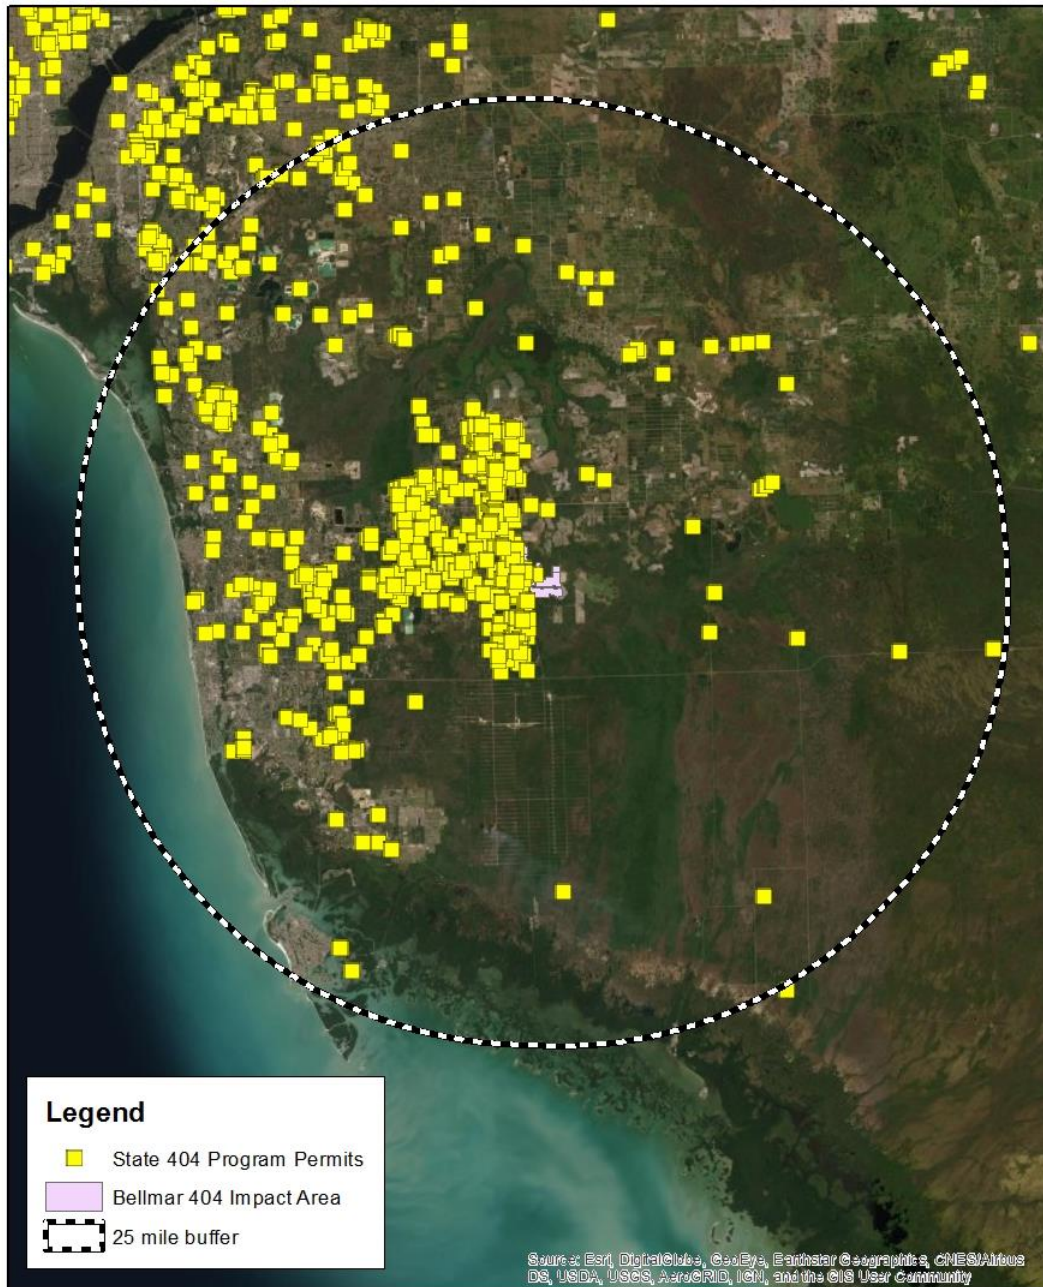 Legend
State 404 Program Permits
Bellmar 404 Impact Area
25 mile buffer
Source: Esri, DigitalGlobe, GeoEye, Earthstar Geographics, CNES/Airbus
DS, USDA, USGS, AeroGRID, IGN, and the GIS User Community